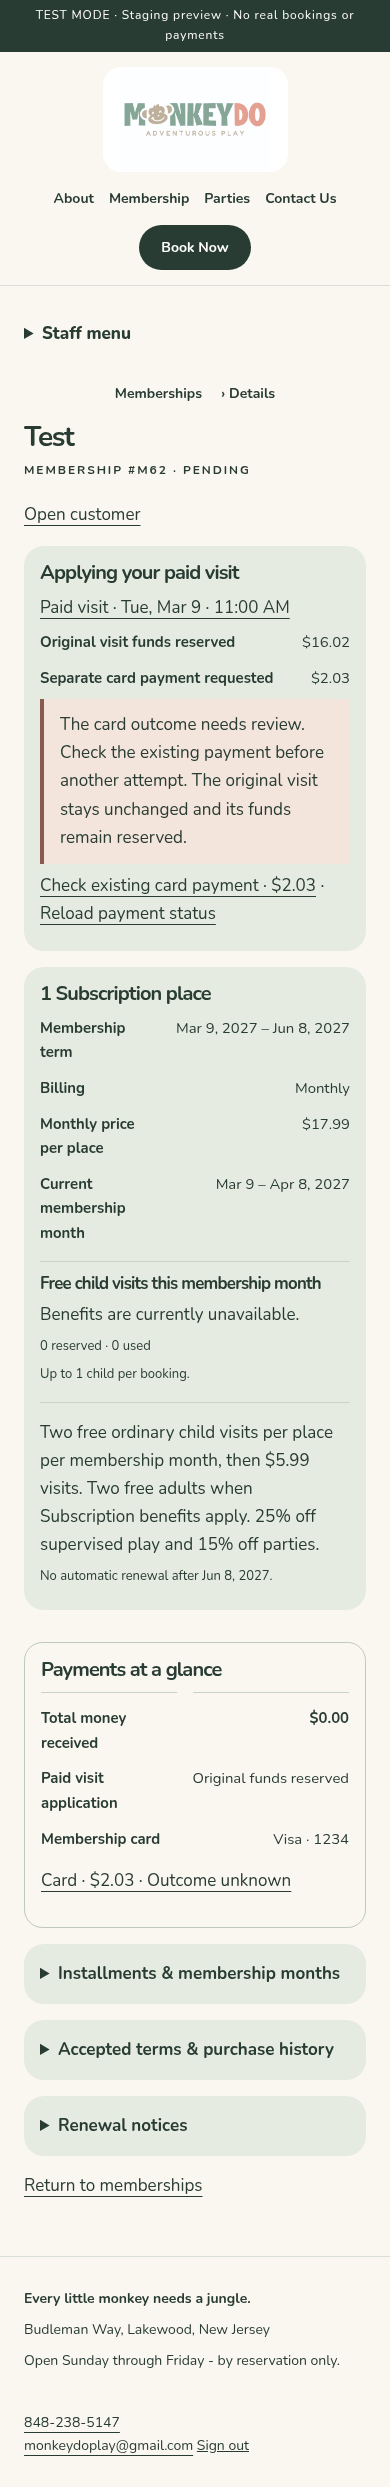 TEST MODE · Staging preview · No real bookings or
payments
MONKEYDO
ADVENTUROUS PLAY
About Membership Parties Contact Us
Book Now
▶ Staff menu
Memberships › Details
Test
MEMBERSHIP #M62 · PENDING
Open customer
Applying your paid visit
Paid visit · Tue, Mar 9 · 11:00 AM
Original visit funds reserved $16.02
Separate card payment requested $2.03
The card outcome needs review.
Check the existing payment before
another attempt. The original visit
stays unchanged and its funds
remain reserved.
Check existing card payment · $2.03 ·
Reload payment status
1 Subscription place
Membership Mar 9, 2027 – Jun 8, 2027
term
Billing Monthly
Monthly price $17.99
per place
Current Mar 9 – Apr 8, 2027
membership
month
Free child visits this membership month
Benefits are currently unavailable.
0 reserved · 0 used
Up to 1 child per booking.
Two free ordinary child visits per place
per membership month, then $5.99
visits. Two free adults when
Subscription benefits apply. 25% off
supervised play and 15% off parties.
No automatic renewal after Jun 8, 2027.
Payments at a glance
Total money $0.00
received
Paid visit Original funds reserved
application
Membership card Visa · 1234
Card · $2.03 · Outcome unknown
▶ Installments & membership months
▶ Accepted terms & purchase history
▶ Renewal notices
Return to memberships
Every little monkey needs a jungle.
Budleman Way, Lakewood, New Jersey
Open Sunday through Friday - by reservation only.
848-238-5147
monkeydoplay@gmail.com Sign out